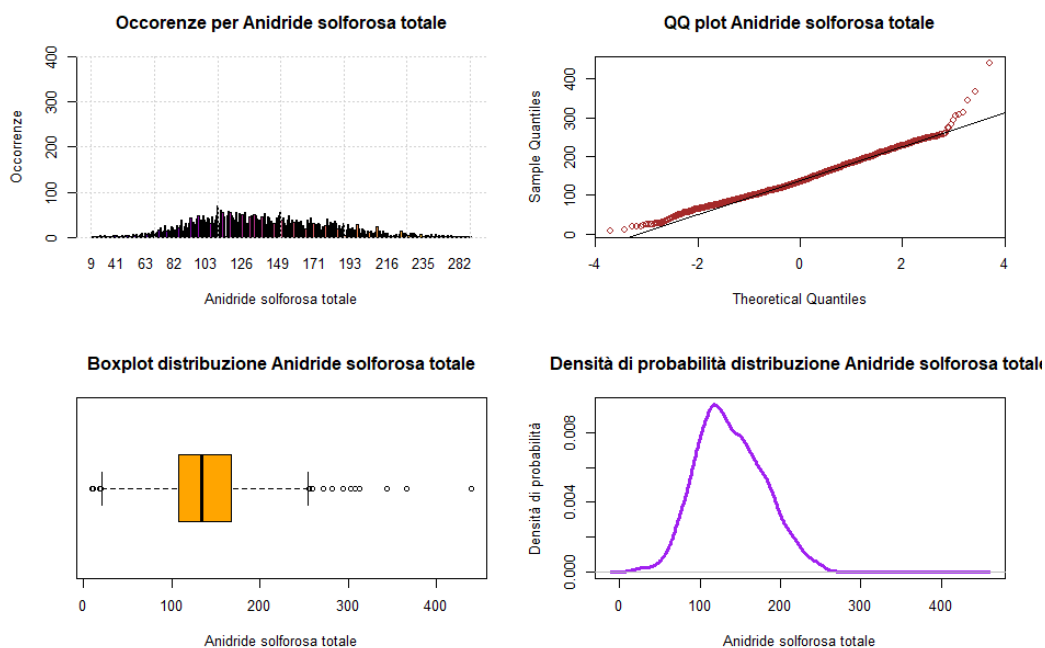 Occorenze per Anidride solforosa totale
Occorrenze
400
300
200
100
0
9 41 63 82 103 126 149 171 193 216 235 282
Anidride solforosa totale
QQ plot Anidride solforosa totale
Sample Quantiles
400
300
200
100
0
-4 -2 0 2 4
Theoretical Quantiles
Boxplot distribuzione Anidride solforosa totale
0 100 200 300 400
Anidride solforosa totale
Densità di probabilità distribuzione Anidride solforosa totale
Densità di probabilità
0.008
0.004
0.000
0 100 200 300 400
Anidride solforosa totale